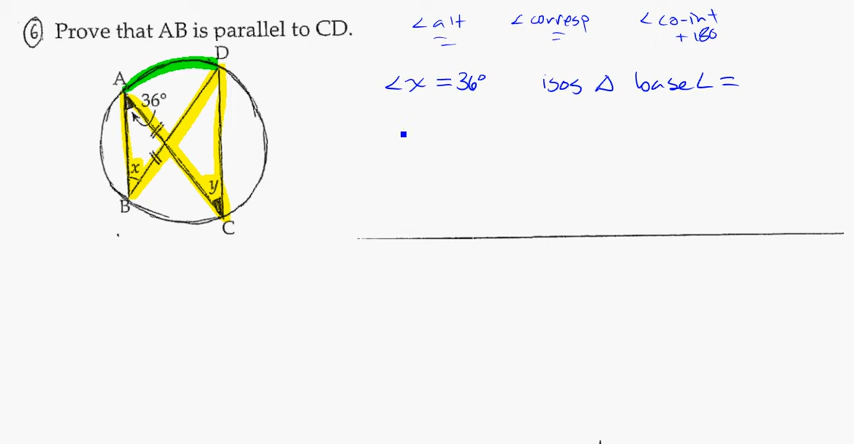 ⑥ Prove that AB is parallel to CD.
∠alt ∠corresp ∠co-int
= = +180
D
A
36°
∠x = 36° isos Δ base∠ =
x
y
B
C